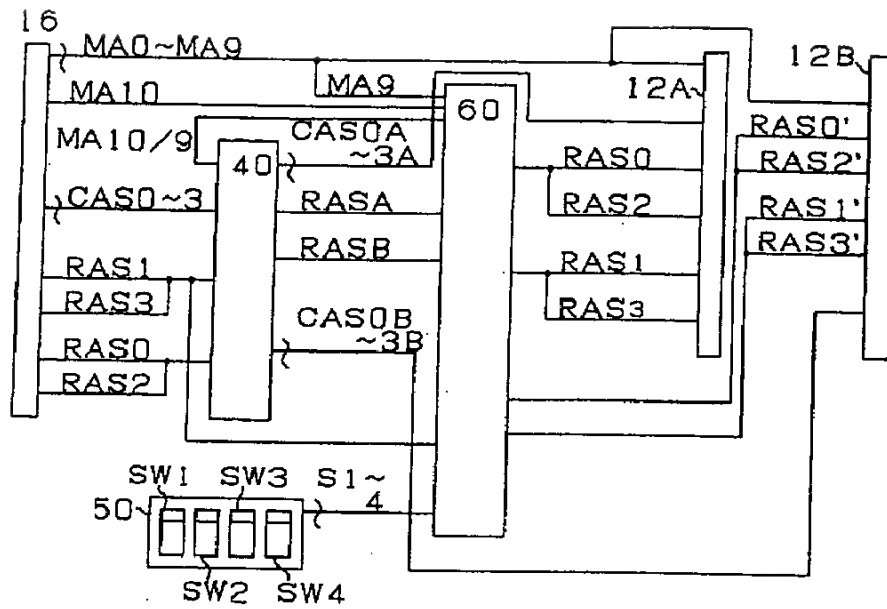 16
MA0~MA9
12B
MA9
12A
MA10
60
RAS0'
MA10/9
CAS0A
~3A
40
RAS0
RAS2'
CAS0~3
RASA
RAS2
RAS1'
RAS3'
RASB
RAS1
RAS1
RAS3
CAS0B
~3B
RAS3
RAS0
RAS2
SW1
SW3
S1~
4
50
SW2
SW4